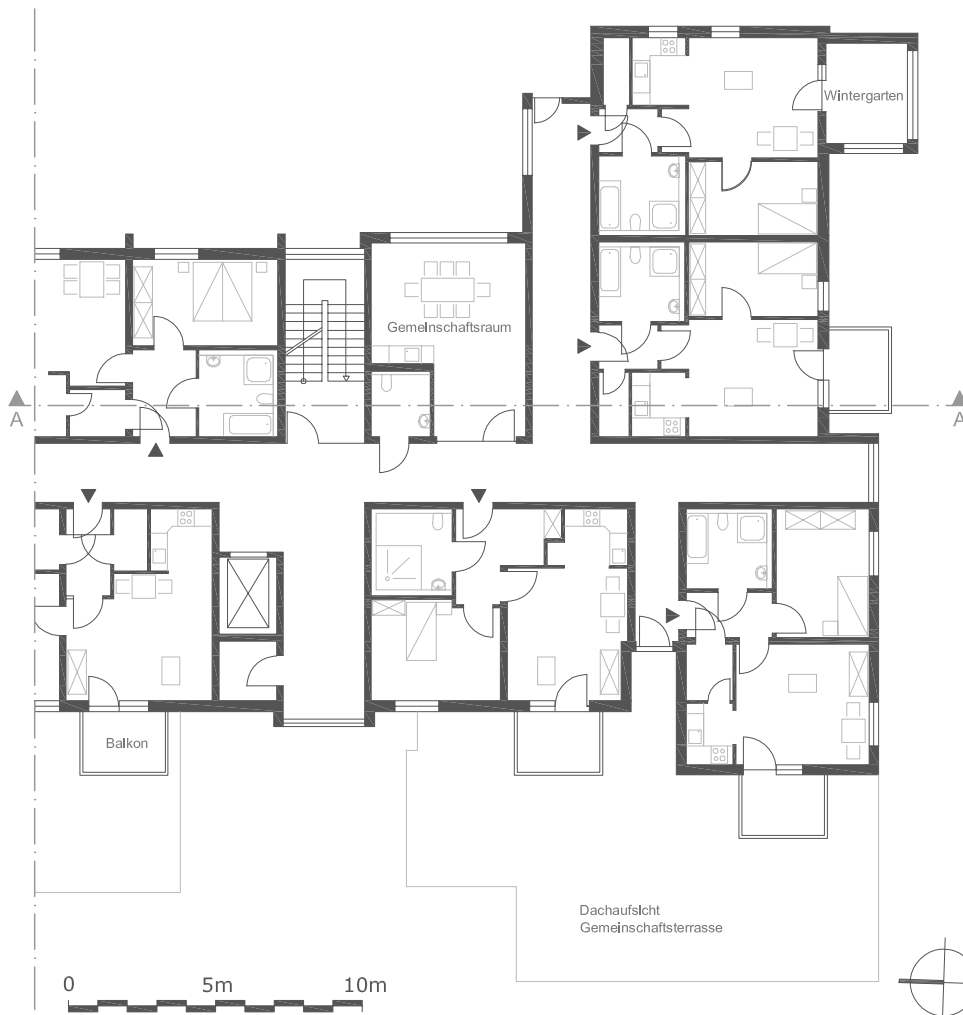 Wintergarten
Gemeinschaftsraum
A
A
Balkon
Dachaufsicht
Gemeinschaftsterrasse
0 5m 10m